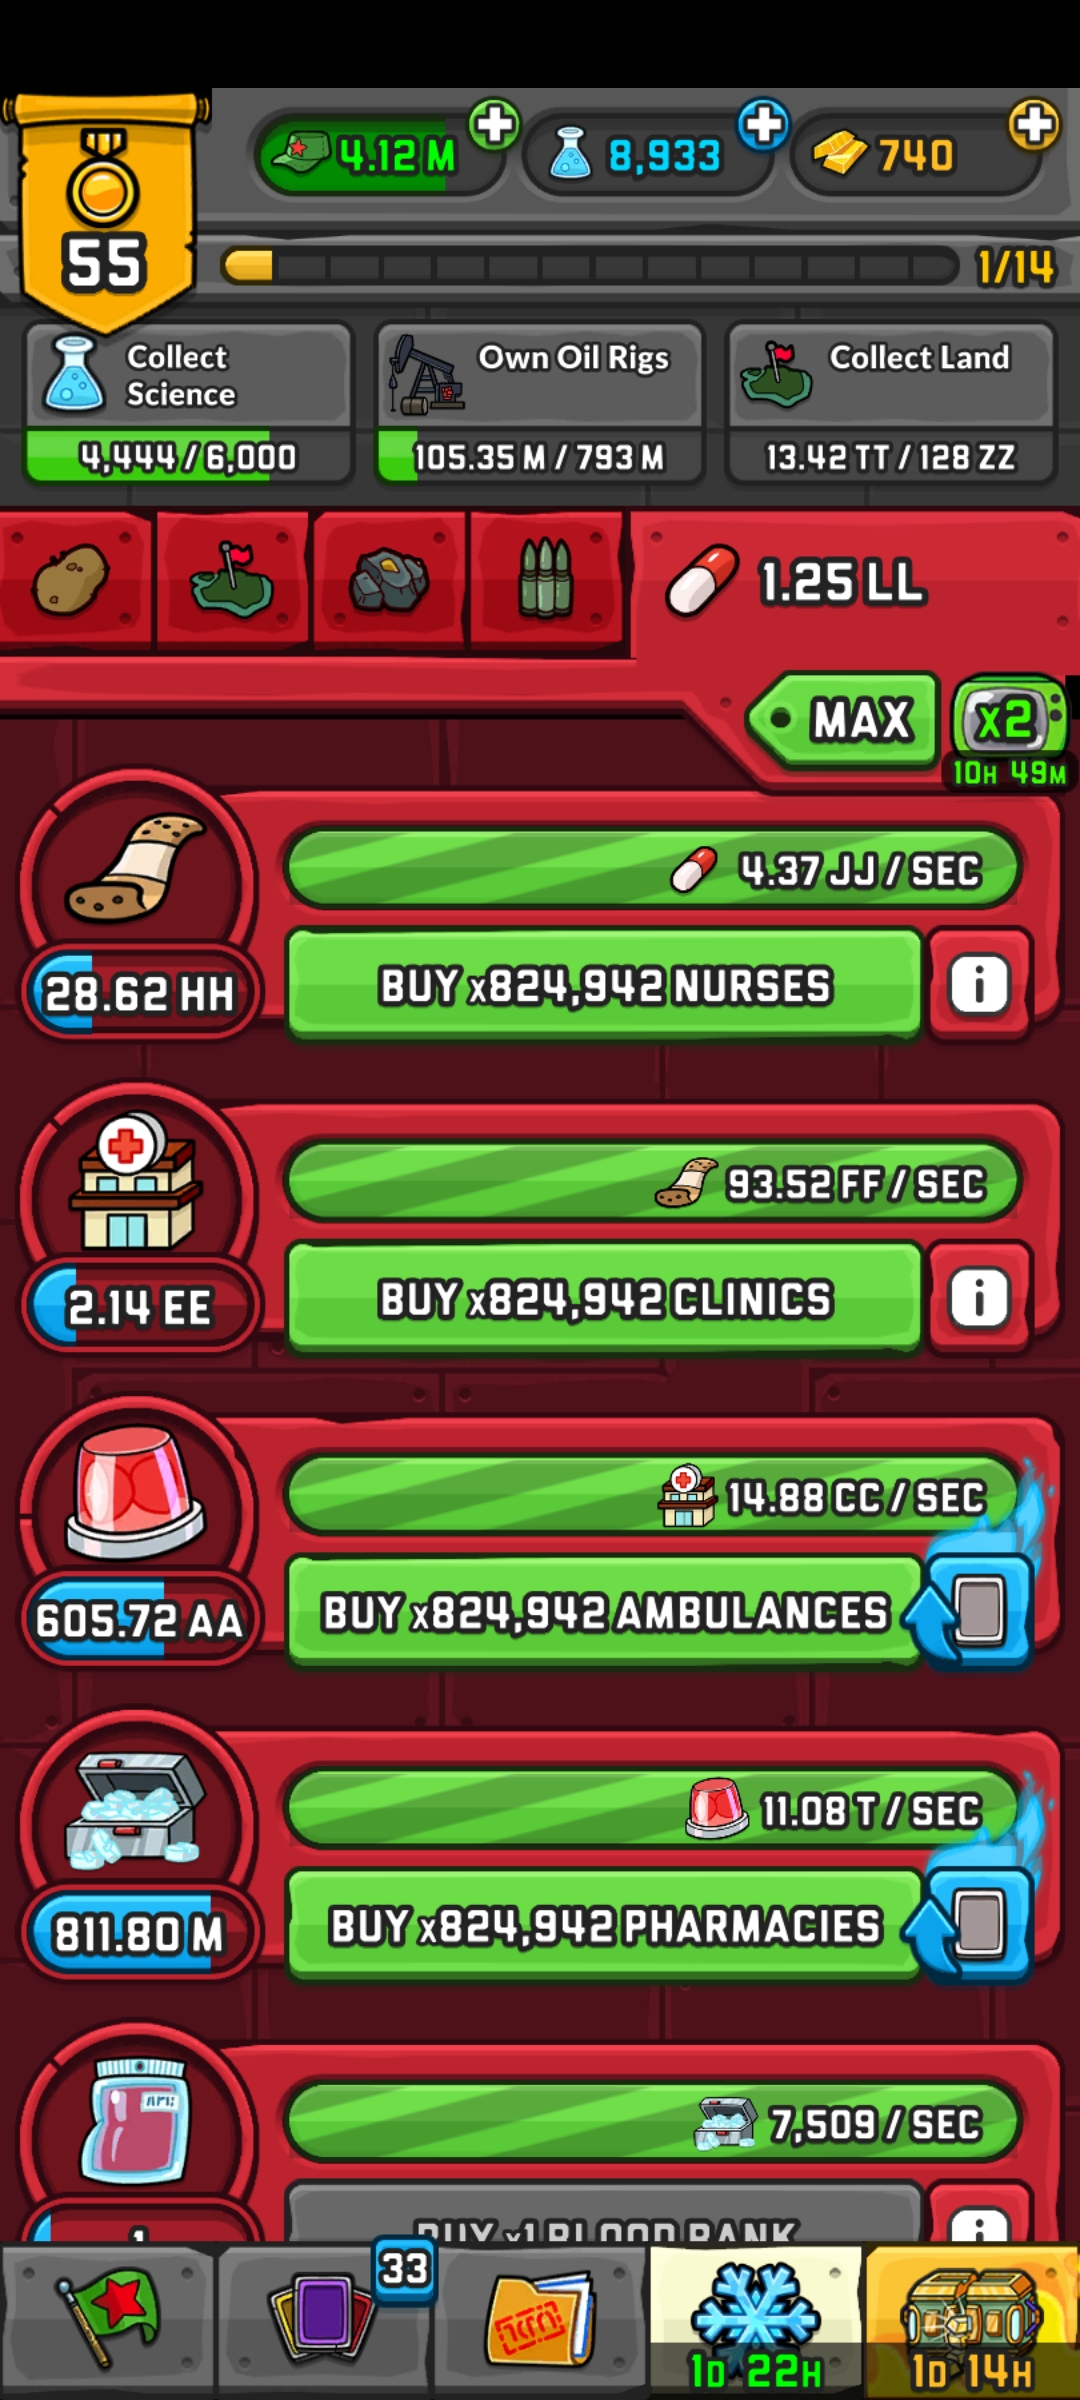 55
4.12 M
8,933
740
1/14
Collect
Science
4,444 / 6,000
Own Oil Rigs
105.35 M / 793 M
Collect Land
13.42 TT / 128 ZZ
1.25 LL
MAX
x2
10H 49M
4.37 JJ / SEC
28.62 HH
BUY x824,942 NURSES
i
93.52 FF / SEC
2.14 EE
BUY x824,942 CLINICS
i
14.88 CC / SEC
605.72 AA
BUY x824,942 AMBULANCES
11.08 T / SEC
811.80 M
BUY x824,942 PHARMACIES
7,509 / SEC
1
BUY x1 BLOOD BANK
i
33
1D 22H
1D 14H